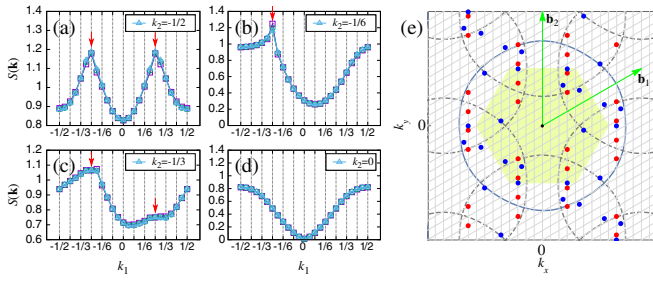 (a) k₂=-1/2
1.4
1.3
1.2
1.1
1
0.9
0.8
S(k)
-1/2 -1/3 -1/6 0 1/6 1/3 1/2
(b) k₂=-1/6
1.4
1.2
1
0.8
0.6
0.4
0.2
-1/2 -1/3 -1/6 0 1/6 1/3 1/2
(c) k₂=-1/3
1.2
1.1
1
0.9
0.8
0.7
0.6
S(k)
-1/2 -1/3 -1/6 0 1/6 1/3 1/2
k₁
(d) k₂=0
1.2
1
0.8
0.6
0.4
0.2
0
-1/2 -1/3 -1/6 0 1/6 1/3 1/2
k₁
(e)
b₂
b₁
k_y
0
0
k_x